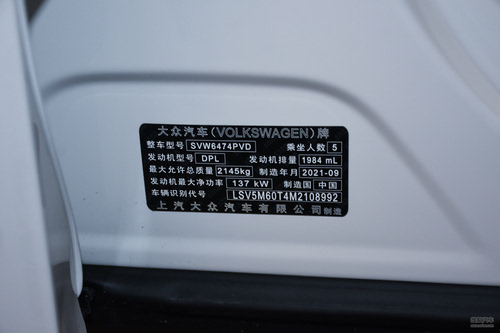 大众汽车(VOLKSWAGEN)牌
整车型号 SVW6474PVD 乘坐人数 5
发动机型号 DPL 发动机排量 1984 mL
最大允许总质量 2145kg 制造年月 2021-09
发动机最大净功率 137 kW 制造国 中国
车辆识别代号 LSV5M60T4M2108992
上汽大众汽车有限公司制造